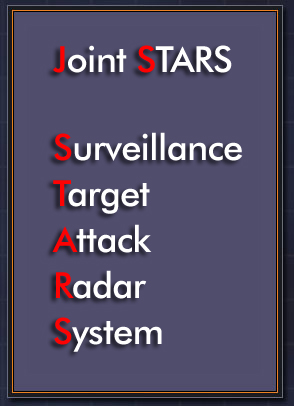 Joint STARS
Surveillance
Target
Attack
Radar
System